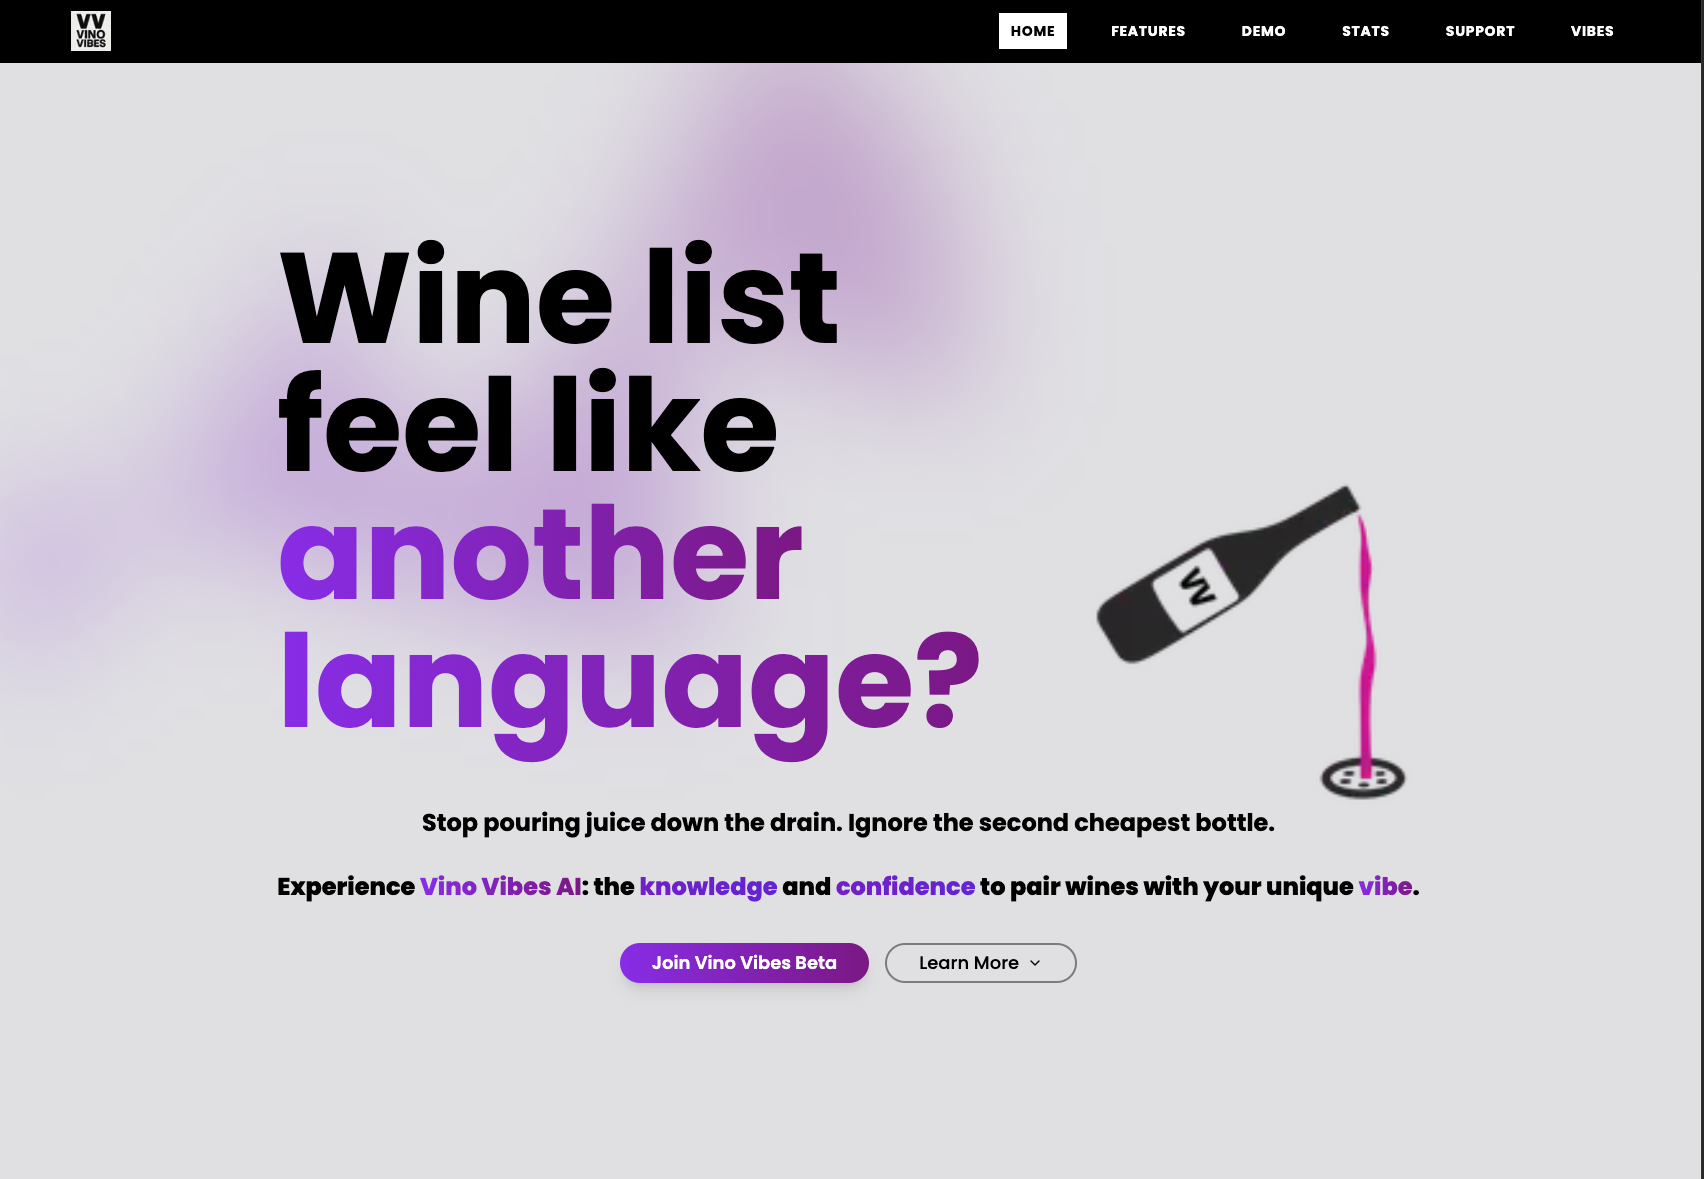 VV
VINO
VIBES
HOME FEATURES DEMO STATS SUPPORT VIBES
Wine list
feel like
another
language?
VV
Stop pouring juice down the drain. Ignore the second cheapest bottle.
Experience Vino Vibes AI: the knowledge and confidence to pair wines with your unique vibe.
Join Vino Vibes Beta Learn More